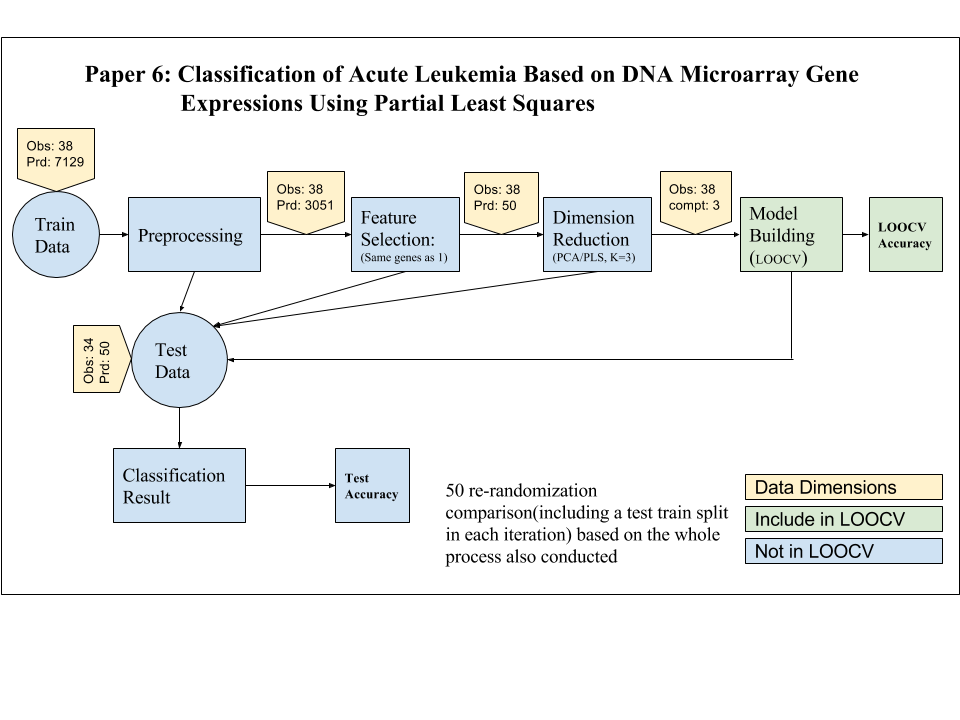 Paper 6: Classification of Acute Leukemia Based on DNA Microarray Gene
Expressions Using Partial Least Squares
Obs: 38
Prd: 7129
Train
Data
Preprocessing
Obs: 38
Prd: 3051
Feature
Selection:
(Same genes as 1)
Obs: 38
Prd: 50
Dimension
Reduction
(PCA/PLS, K=3)
Obs: 38
compt: 3
Model
Building
(LOOCV)
LOOCV
Accuracy
Obs: 34
Prd: 50
Test
Data
Classification
Result
Test
Accuracy
50 re-randomization
comparison(including a test train split
in each iteration) based on the whole
process also conducted
Data Dimensions
Include in LOOCV
Not in LOOCV